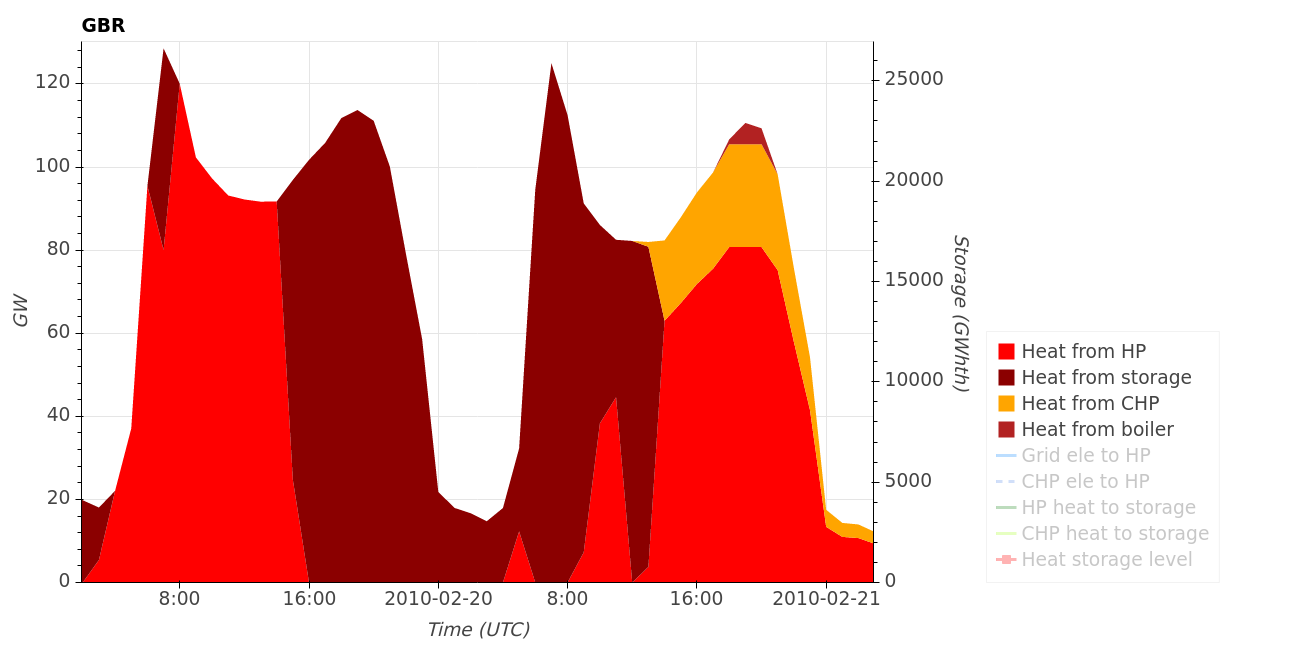 GBR
120
100
80
60
40
20
0
GW
25000
20000
15000
10000
5000
0
Storage (GWhth)
8:00
16:00
2010-02-20
8:00
16:00
2010-02-21
Time (UTC)
Heat from HP
Heat from storage
Heat from CHP
Heat from boiler
Grid ele to HP
CHP ele to HP
HP heat to storage
CHP heat to storage
Heat storage level